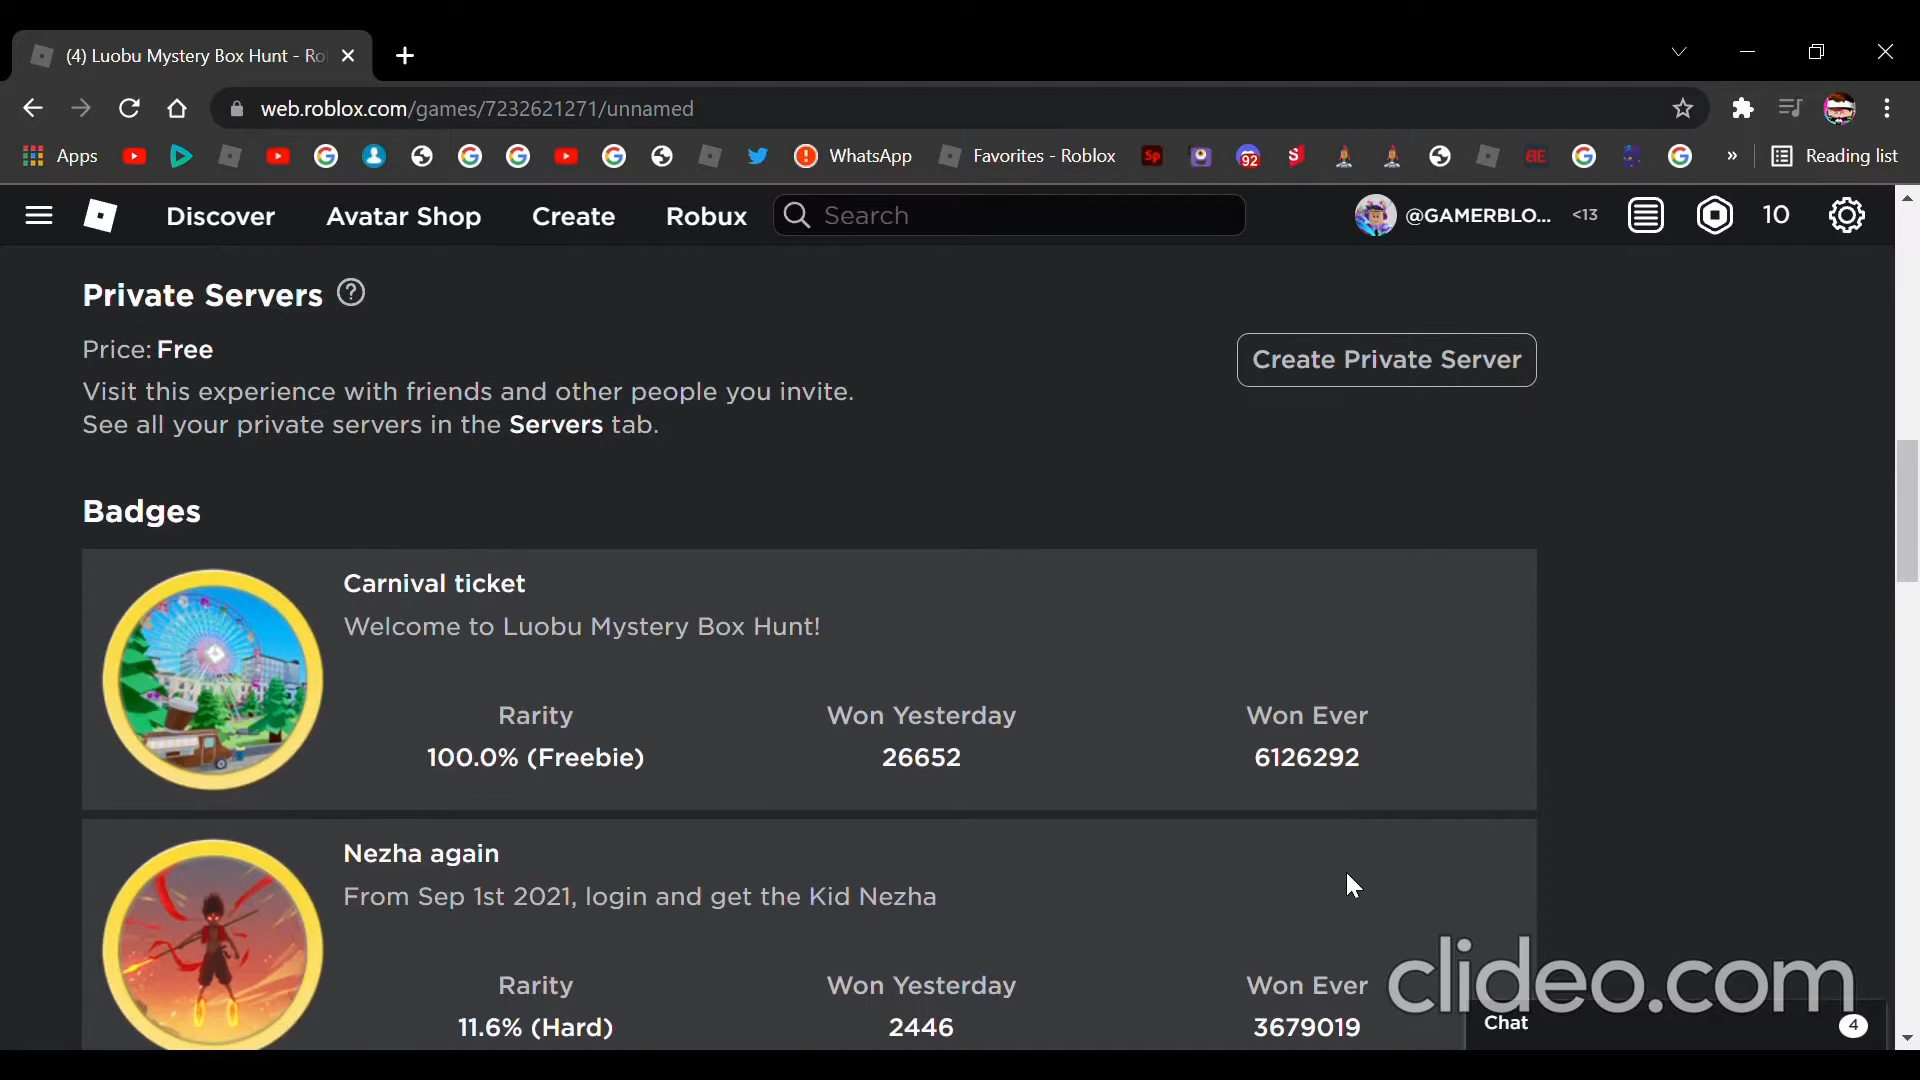 (4) Luobu Mystery Box Hunt - Ro
web.roblox.com/games/7232621271/unnamed
Apps
WhatsApp
Favorites - Roblox
Sp
92
S
AE
»
Reading list
Discover
Avatar Shop
Create
Robux
Search
@GAMERBLO...
<13
10
Private Servers ?
Price: Free
Visit this experience with friends and other people you invite.
See all your private servers in the Servers tab.
Create Private Server
Badges
Carnival ticket
Welcome to Luobu Mystery Box Hunt!
Rarity Won Yesterday Won Ever
100.0% (Freebie) 26652 6126292
Nezha again
From Sep 1st 2021, login and get the Kid Nezha
Rarity Won Yesterday Won Ever
11.6% (Hard) 2446 3679019
clideo.com
Chat
4